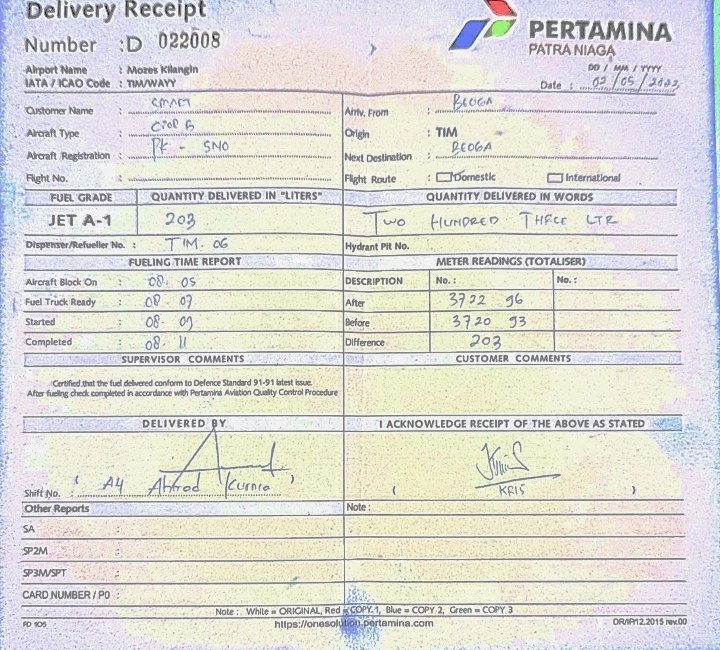 Delivery Receipt
Number : D 022008
PERTAMINA
PATRA NIAGA
Airport Name : Mozes Kilangin
IATA / ICAO Code : TIM/WAYY
DD / MM / YYYY
Date : 02 /05 /2023
Customer Name : SMART
Arriv. From : BEOGA
Aircraft Type : C208 B
Origin : TIM
Aircraft Registration : PK - SNO
Next Destination : BEOGA
Flight No. :
Flight Route : Domestic International
FUEL GRADE QUANTITY DELIVERED IN "LITERS" QUANTITY DELIVERED IN WORDS
JET A-1 203 TWO HUNDRED THREE LTR
Dispenser/Refueller No. : TIM. 06 Hydrant Pit No.
FUELING TIME REPORT METER READINGS (TOTALISER)
Aircraft Block On : 08. 05 DESCRIPTION No. : No. :
Fuel Truck Ready : 08. 07 After 3722 96
Started : 08. 09 Before 3720 93
Completed : 08. 11 Difference 203
SUPERVISOR COMMENTS CUSTOMER COMMENTS
Certified that the fuel delivered conform to Defence Standard 91-91 latest issue.
After fueling check completed in accordance with Pertamina Aviation Quality Control Procedure
DELIVERED BY I ACKNOWLEDGE RECEIPT OF THE ABOVE AS STATED
Shift No. : ( A4 Ahmad Kurnia ) ( KRIS )
Other Reports Note :
SA :
SP2M :
SP3M/SPT :
CARD NUMBER / PO :
Note : White = ORIGINAL, Red = COPY 1, Blue = COPY 2, Green = COPY 3
FD 105 https://onesolution.pertamina.com DR/IP/12.2015 rev.00